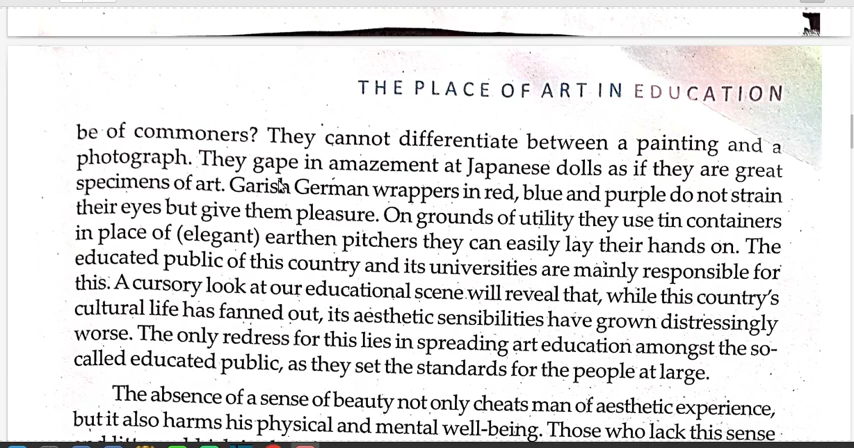 THE PLACE OF ART IN EDUCATION
be of commoners? They cannot differentiate between a painting and a
photograph. They gape in amazement at Japanese dolls as if they are great
specimens of art. Garish German wrappers in red, blue and purple do not strain
their eyes but give them pleasure. On grounds of utility they use tin containers
in place of (elegant) earthen pitchers they can easily lay their hands on. The
educated public of this country and its universities are mainly responsible for
this. A cursory look at our educational scene will reveal that, while this country's
cultural life has fanned out, its aesthetic sensibilities have grown distressingly
worse. The only redress for this lies in spreading art education amongst the so-
called educated public, as they set the standards for the people at large.
The absence of a sense of beauty not only cheats man of aesthetic experience,
but it also harms his physical and mental well-being. Those who lack this sense